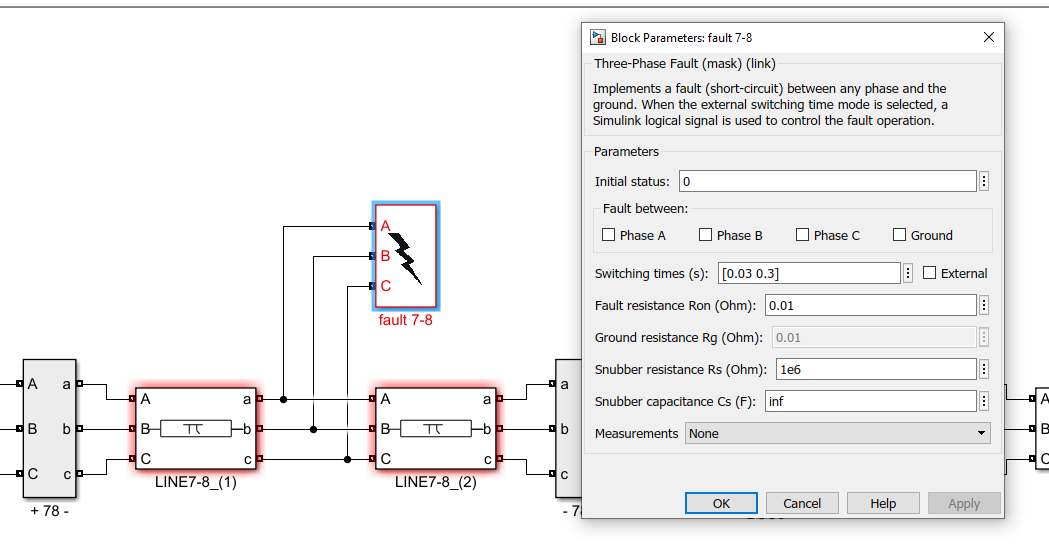 Block Parameters: fault 7-8
Three-Phase Fault (mask) (link)
Implements a fault (short-circuit) between any phase and the
ground. When the external switching time mode is selected, a
Simulink logical signal is used to control the fault operation.
Parameters
Initial status: 0
Fault between:
Phase A Phase B Phase C Ground
Switching times (s): [0.03 0.3] External
Fault resistance Ron (Ohm): 0.01
Ground resistance Rg (Ohm): 0.01
Snubber resistance Rs (Ohm): 1e6
Snubber capacitance Cs (F): inf
Measurements None
OK Cancel Help Apply
A
B
C
fault 7-8
A a
B b
C c
+ 78 -
A a
B b
C c
LINE7-8_(1)
A a
B b
C c
LINE7-8_(2)
a
b
c
- 78
A
B
C